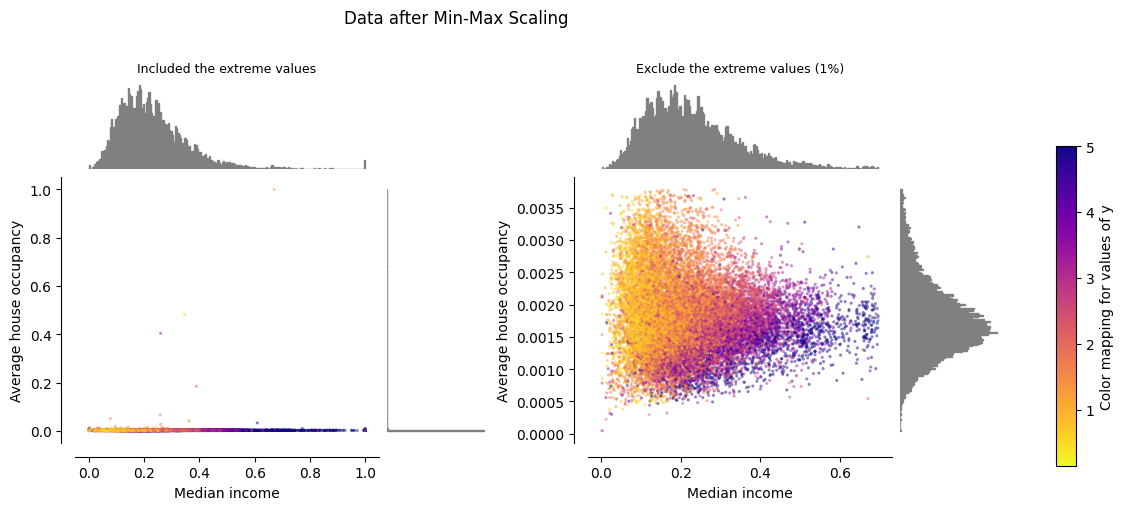 Data after Min-Max Scaling
Included the extreme values
Exclude the extreme values (1%)
Average house occupancy
1.0
0.8
0.6
0.4
0.2
0.0
0.0 0.2 0.4 0.6 0.8 1.0
Median income
Average house occupancy
0.0035
0.0030
0.0025
0.0020
0.0015
0.0010
0.0005
0.0000
0.0 0.2 0.4 0.6
Median income
5
4
3
2
1
Color mapping for values of y